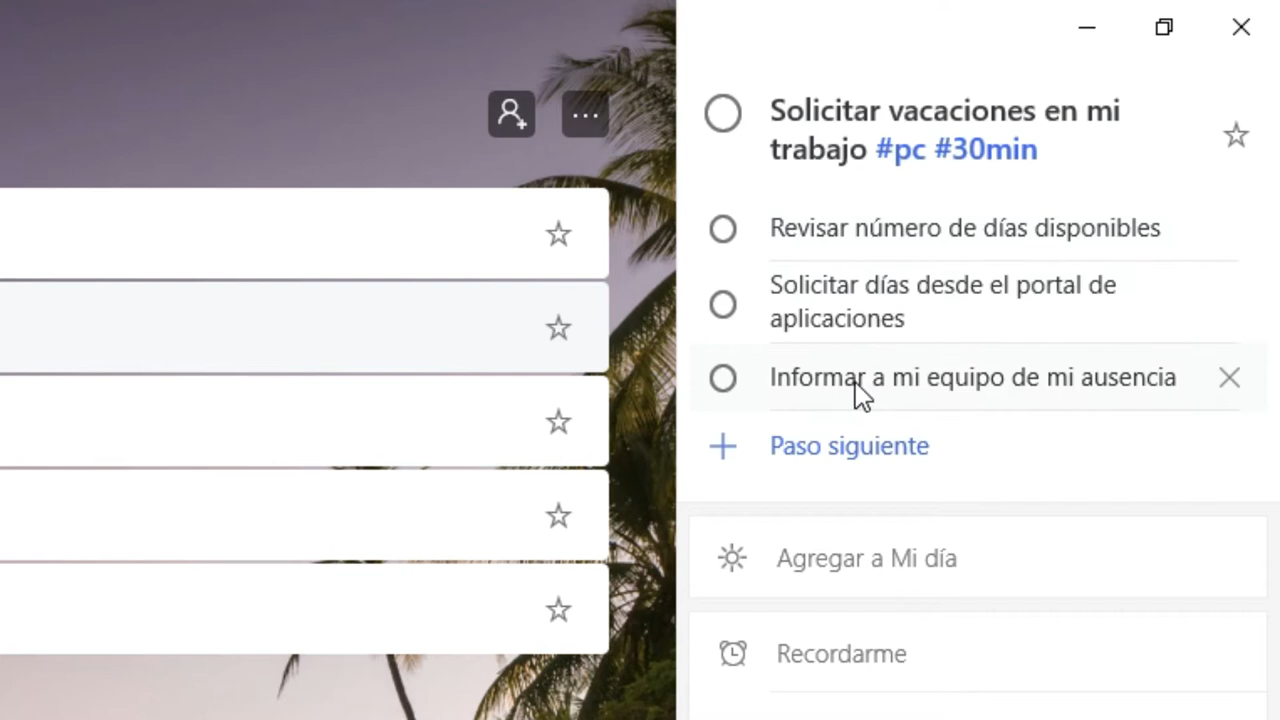 Solicitar vacaciones en mi
trabajo #pc #30min
Revisar número de días disponibles
Solicitar días desde el portal de
aplicaciones
Informar a mi equipo de mi ausencia
Paso siguiente
Agregar a Mi día
Recordarme